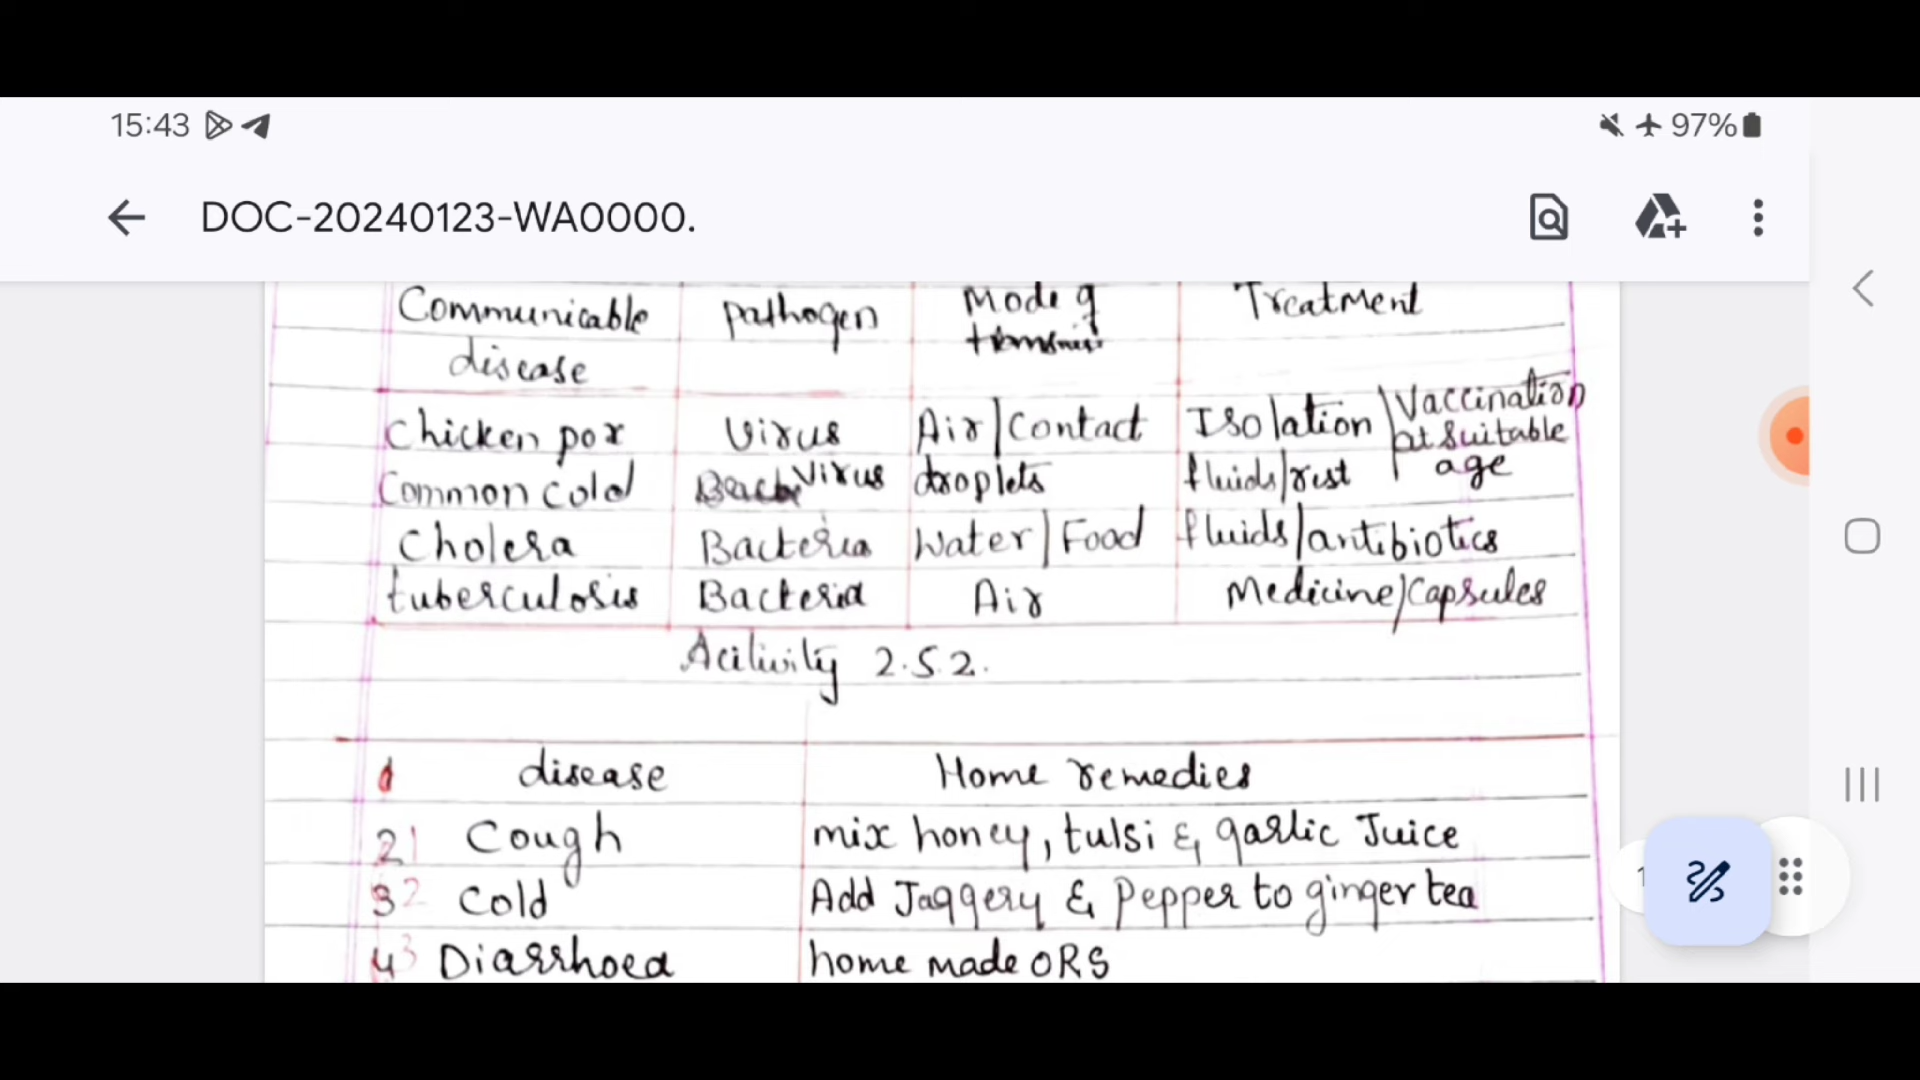 15:43 97%
DOC-20240123-WA0000.
Communicable disease pathogen Mode of Treatment
Chicken pox Virus Air/Contact Isolation / Vaccination at suitable age
Common cold Virus droplets fluids/rest
Cholera Bacteria Water/Food fluids/antibiotics
tuberculosis Bacteria Air Medicine/Capsules
Activity 2.5.2.
disease Home remedies
1 Cough mix honey, tulsi & garlic Juice
2 Cold Add Jaggery & Pepper to ginger tea
3 Diarrhoea home made ORS